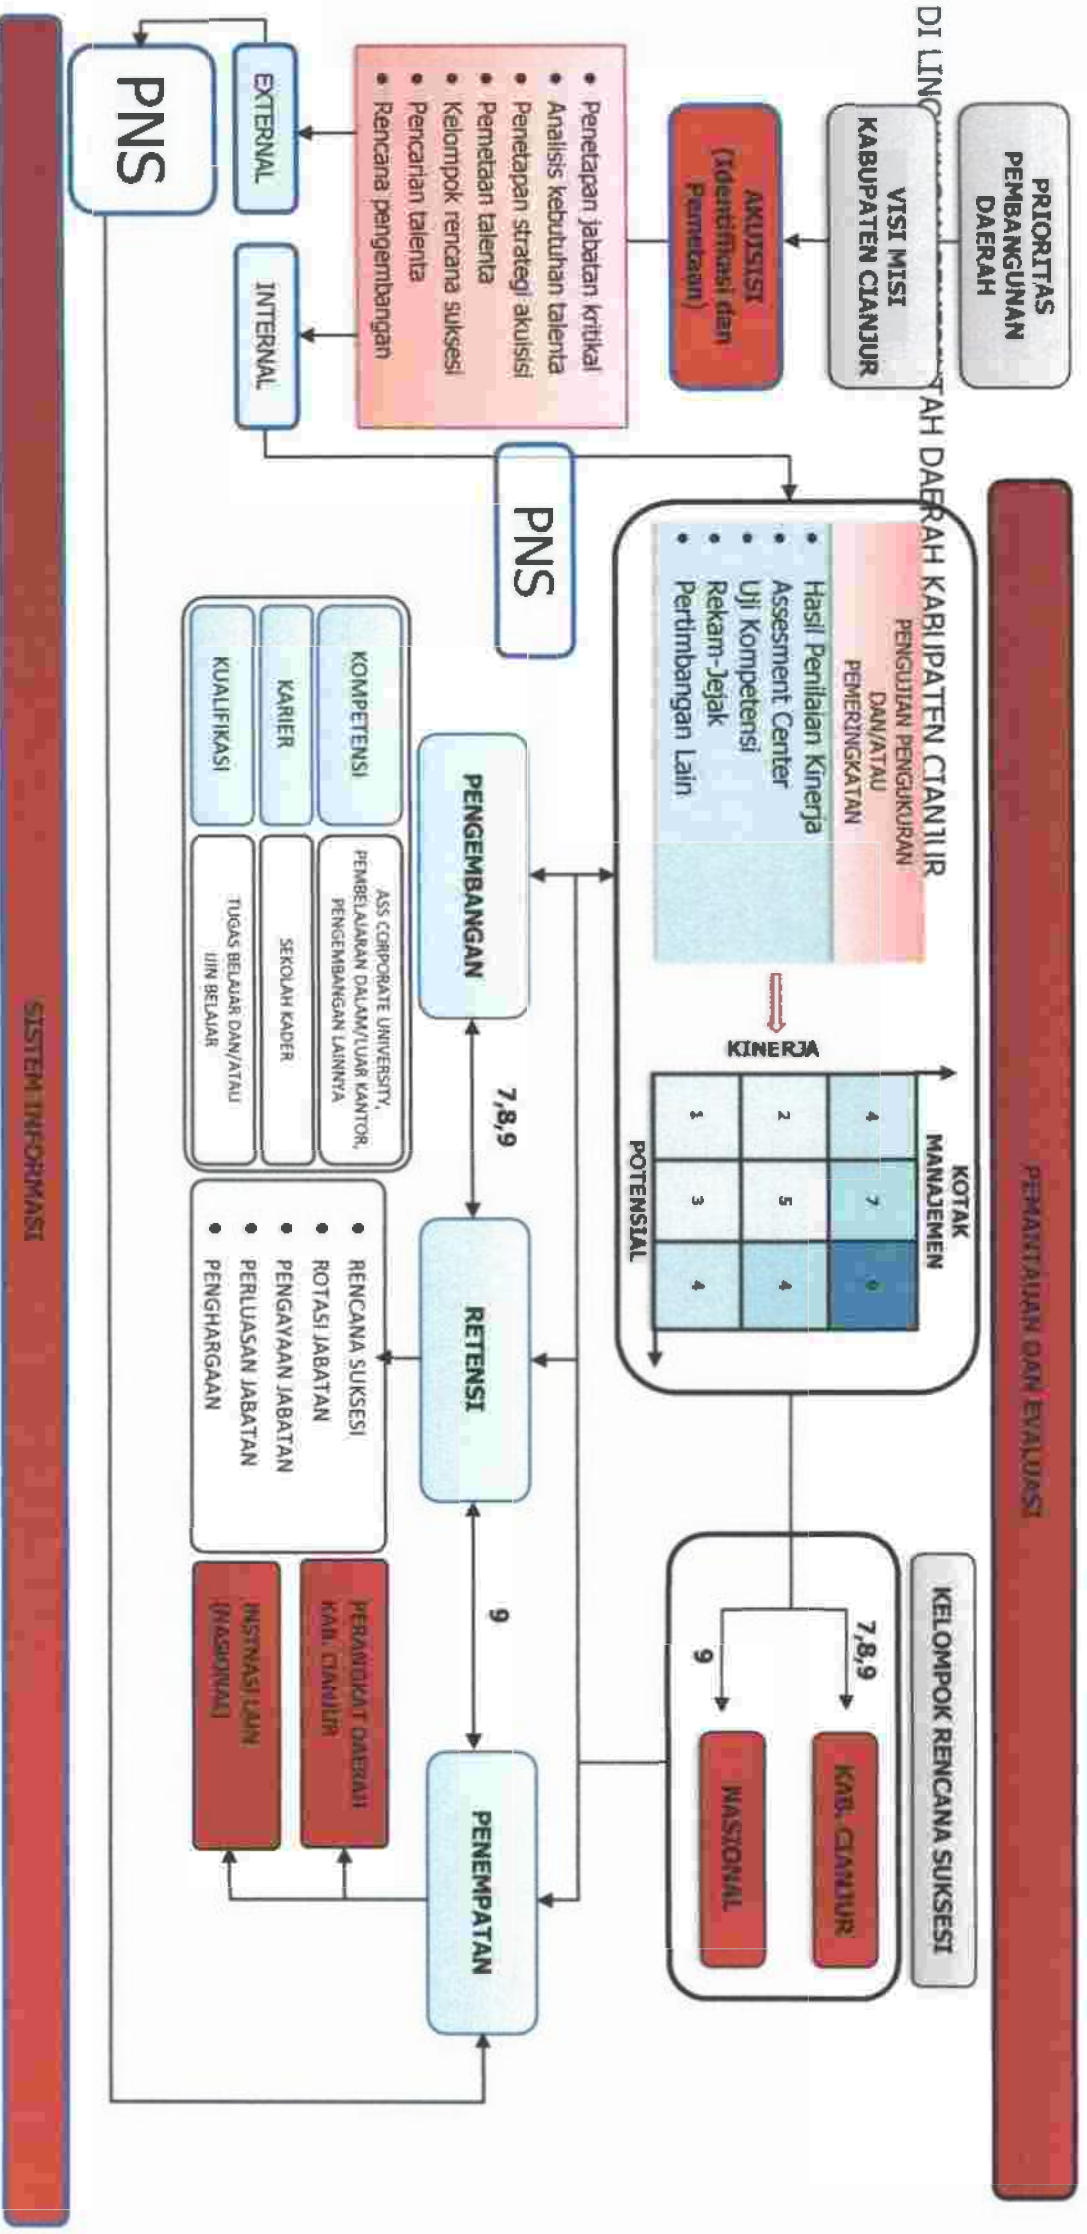 DI LING
TAH DAERAH KABUPATEN CIANJUR
PEMANTAUAN DAN EVALUASI
PRIORITAS
PEMBANGUNAN
DAERAH
VISI MISI
KABUPATEN CIANJUR
AKUSISI
(Identifikasi dan
Pemetaan)
• Penetapan jabatan kritikal
• Analisis kebutuhan talenta
• Penetapan strategi akuisisi
• Pemetaan talenta
• Kelompok rencana suksesi
• Pencarian talenta
• Rencana pengembangan
EXTERNAL
INTERNAL
PNS
PNS
PENGUJIAN PENGUKURAN
DAN/ATAU
PEMERINGKATAN
• Hasil Penilaian Kinerja
• Assesment Center
• Uji Kompetensi
• Rekam-Jejak
• Pertimbangan Lain
KOTAK
MANAJEMEN
KINERJA
4 7 9
2 5 4
1 3 4
POTENSIAL
KELOMPOK RENCANA SUKSESI
7,8,9
KAB. CIANJUR
9
NASIONAL
PENGEMBANGAN
7,8,9
RETENSI
9
PENEMPATAN
KOMPETENSI
ASS CORPORATE UNIVERSITY,
PEMBELAJARAN DALAM/LUAR KANTOR,
PENGEMBANGAN LAINNYA
KARIER
SEKOLAH KADER
KUALIFIKASI
TUGAS BELAJAR DAN/ATAU
IJIN BELAJAR
• RENCANA SUKSESI
• ROTASI JABATAN
• PENGAYAAN JABATAN
• PERLUASAN JABATAN
• PENGHARGAAN
PERANGKAT DAERAH
KAB. CIANJUR
INSTNASI LAIN
(NASIONAL)
SISTEM INFORMASI